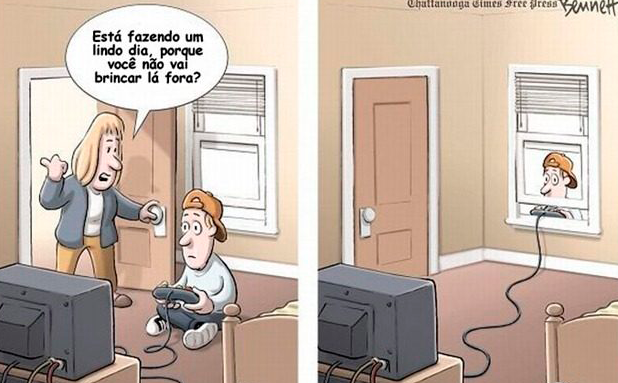 Está fazendo um
lindo dia, porque
você não vai
brincar lá fora?
Chattanooga Times Free Press Bennett